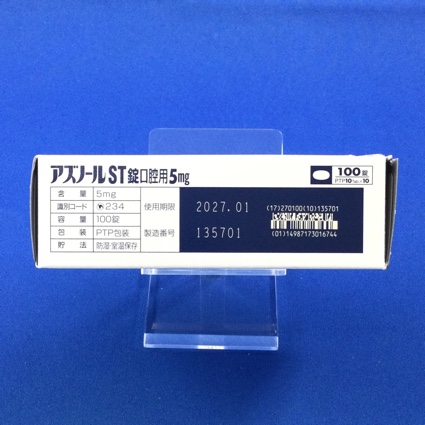 アズノールST錠口腔用5mg
100錠
PTP10錠×10
含量 5mg
識別コード 234
容量 100錠
包装 PTP包装
貯法 防湿・室温保存
使用期限 2027.01
製造番号 135701
(17)270100(10)135701
(01)14987173016744